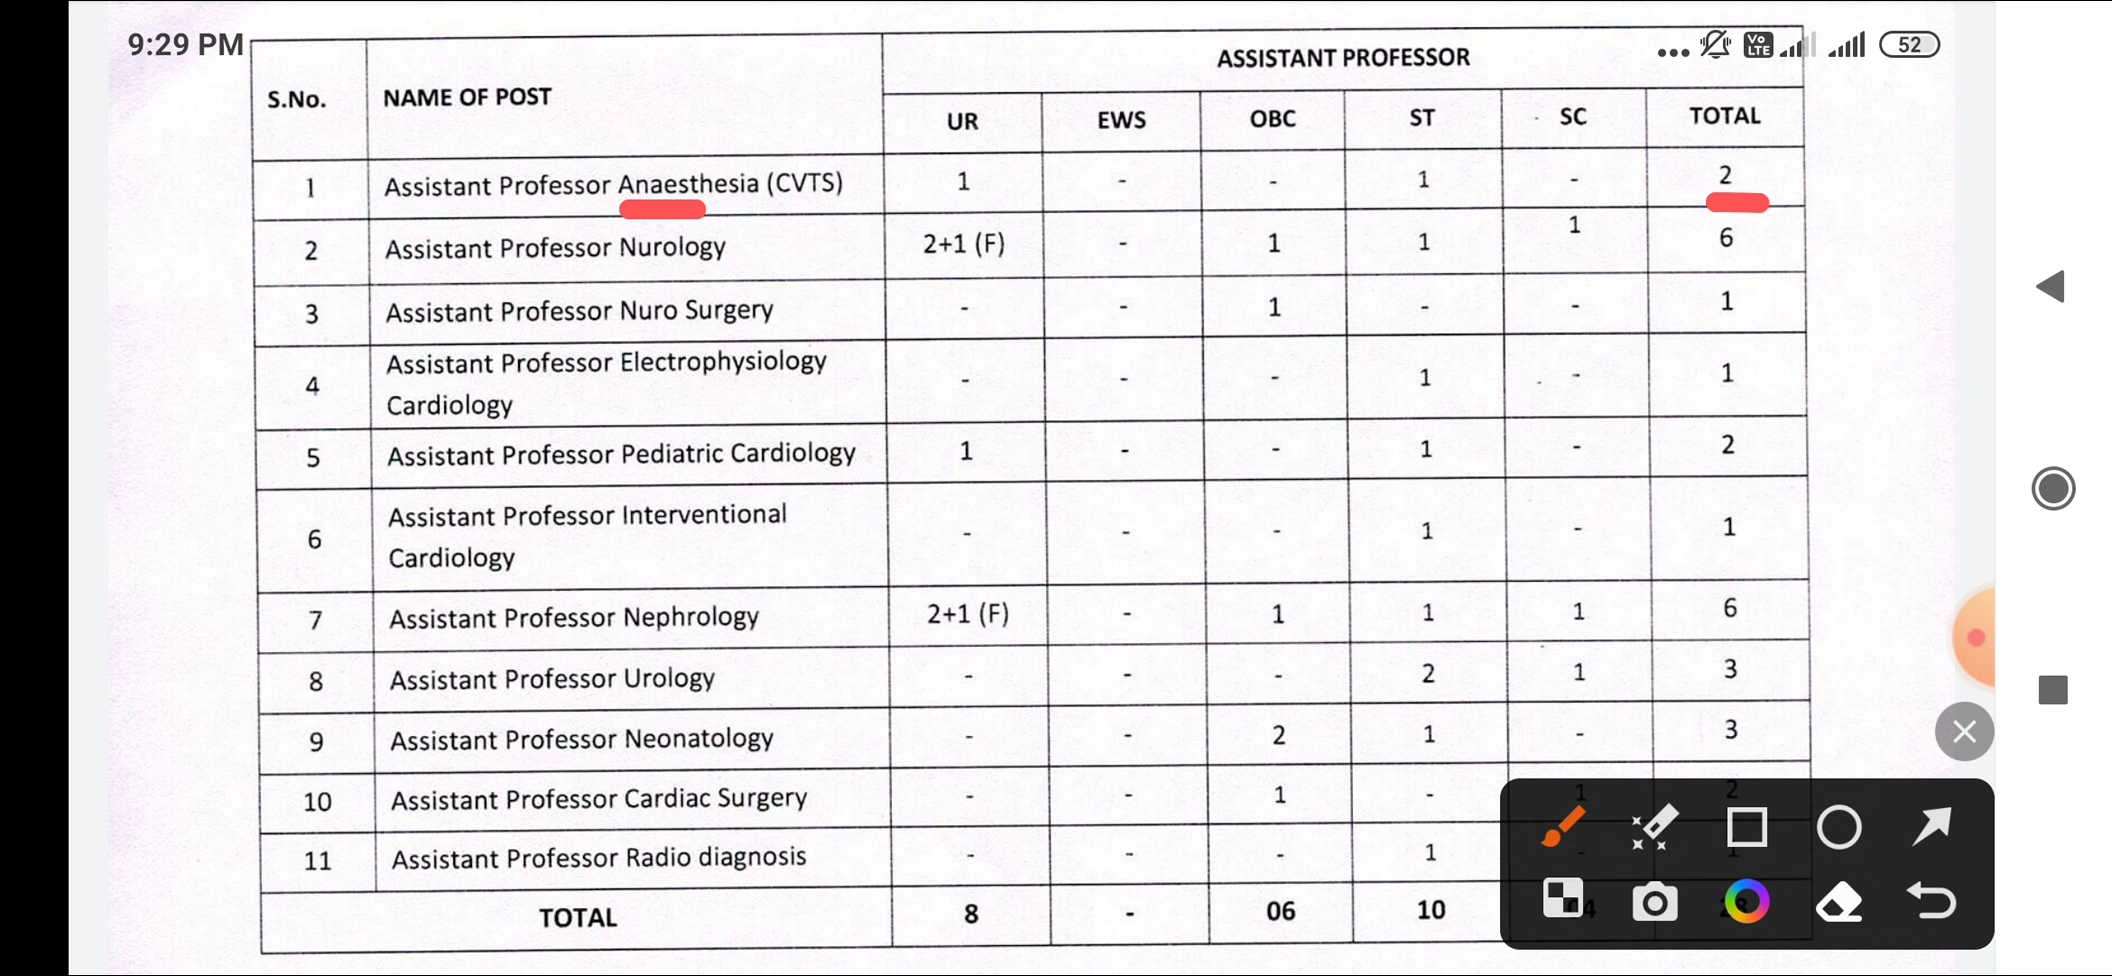 9:29 PM
Vo LTE
52
S.No. NAME OF POST ASSISTANT PROFESSOR
UR EWS OBC ST SC TOTAL
1 Assistant Professor Anaesthesia (CVTS) 1 - - 1 - 2
2 Assistant Professor Nurology 2+1 (F) - 1 1 1 6
3 Assistant Professor Nuro Surgery - - 1 - - 1
4 Assistant Professor Electrophysiology
Cardiology - - - 1 - 1
5 Assistant Professor Pediatric Cardiology 1 - - 1 - 2
6 Assistant Professor Interventional
Cardiology - - - 1 - 1
7 Assistant Professor Nephrology 2+1 (F) - 1 1 1 6
8 Assistant Professor Urology - - - 2 1 3
9 Assistant Professor Neonatology - - 2 1 - 3
10 Assistant Professor Cardiac Surgery - - 1 - 1 2
11 Assistant Professor Radio diagnosis - - - 1 - 1
TOTAL 8 - 06 10